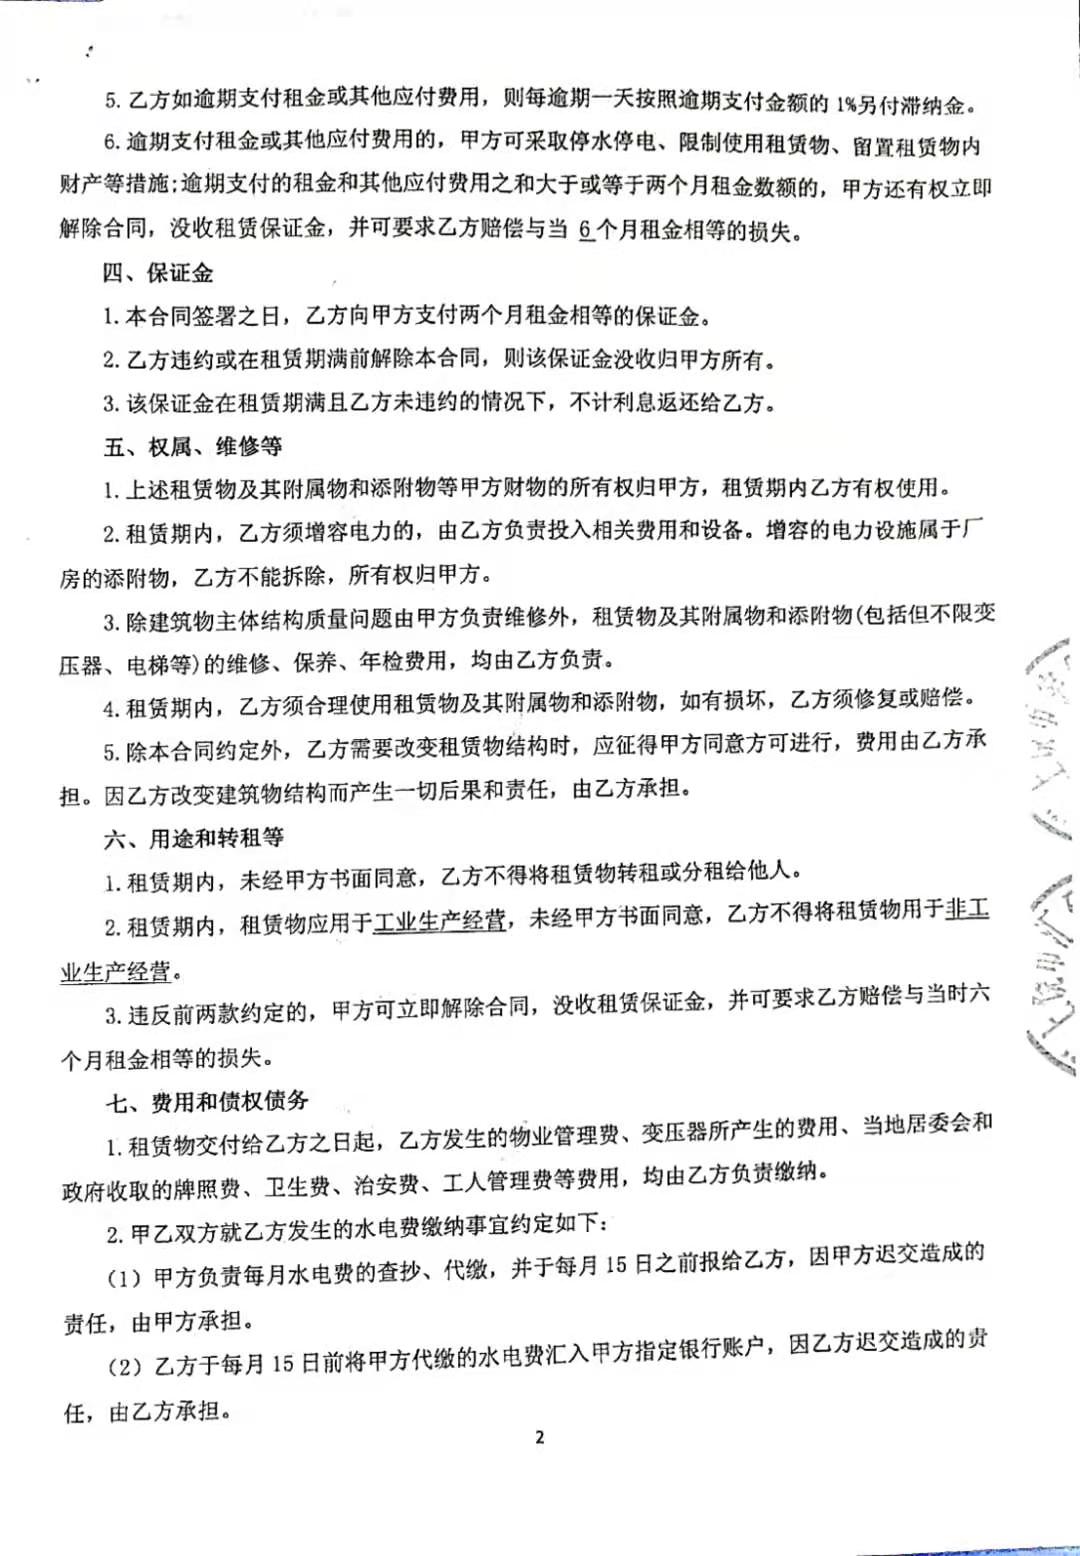 5. 乙方如逾期支付租金或其他应付费用，则每逾期一天按照逾期支付金额的 1%另付滞纳金。
6. 逾期支付租金或其他应付费用的，甲方可采取停水停电、限制使用租赁物、留置租赁物内
财产等措施;逾期支付的租金和其他应付费用之和大于或等于两个月租金数额的，甲方还有权立即
解除合同，没收租赁保证金，并可要求乙方赔偿与当 6 个月租金相等的损失。
四、保证金
1. 本合同签署之日，乙方向甲方支付两个月租金相等的保证金。
2. 乙方违约或在租赁期满前解除本合同，则该保证金没收归甲方所有。
3. 该保证金在租赁期满且乙方未违约的情况下，不计利息返还给乙方。
五、权属、维修等
1. 上述租赁物及其附属物和添附物等甲方财物的所有权归甲方，租赁期内乙方有权使用。
2. 租赁期内，乙方须增容电力的，由乙方负责投入相关费用和设备。增容的电力设施属于厂
房的添附物，乙方不能拆除，所有权归甲方。
3. 除建筑物主体结构质量问题由甲方负责维修外，租赁物及其附属物和添附物(包括但不限变
压器、电梯等)的维修、保养、年检费用，均由乙方负责。
4. 租赁期内，乙方须合理使用租赁物及其附属物和添附物，如有损坏，乙方须修复或赔偿。
5. 除本合同约定外，乙方需要改变租赁物结构时，应征得甲方同意方可进行，费用由乙方承
担。因乙方改变建筑物结构而产生一切后果和责任，由乙方承担。
六、用途和转租等
1. 租赁期内，未经甲方书面同意，乙方不得将租赁物转租或分租给他人。
2. 租赁期内，租赁物应用于工业生产经营，未经甲方书面同意，乙方不得将租赁物用于非工
业生产经营。
3. 违反前两款约定的，甲方可立即解除合同，没收租赁保证金，并可要求乙方赔偿与当时六
个月租金相等的损失。
七、费用和债权债务
1. 租赁物交付给乙方之日起，乙方发生的物业管理费、变压器所产生的费用、当地居委会和
政府收取的牌照费、卫生费、治安费、工人管理费等费用，均由乙方负责缴纳。
2. 甲乙双方就乙方发生的水电费缴纳事宜约定如下：
（1）甲方负责每月水电费的查抄、代缴，并于每月 15 日之前报给乙方，因甲方迟交造成的
责任，由甲方承担。
（2）乙方于每月 15 日前将甲方代缴的水电费汇入甲方指定银行账户，因乙方迟交造成的责
任，由乙方承担。
2